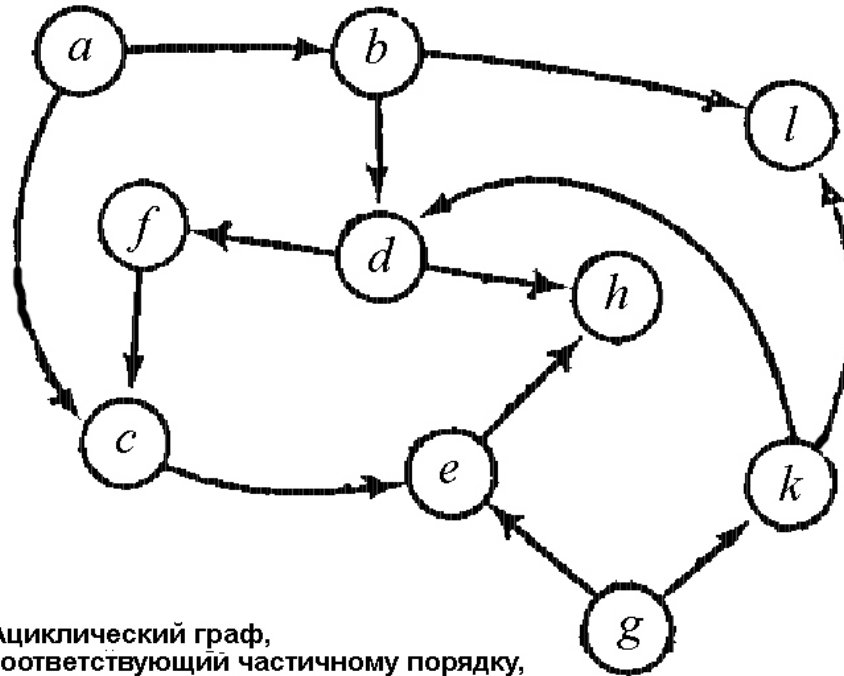 a
b
l
f
d
h
c
e
k
g
Ациклический граф,
соответствующий частичному порядку,